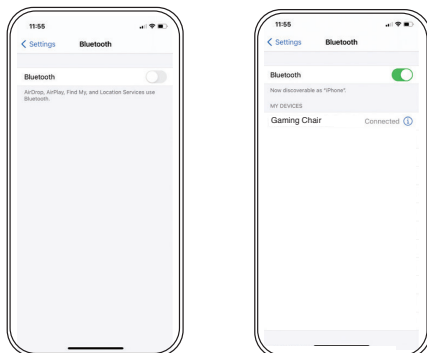 11:55
Settings
Bluetooth
Bluetooth
AirDrop, AirPlay, Find My, and Location Services use
Bluetooth.
11:55
Settings
Bluetooth
Bluetooth
Now discoverable as "iPhone".
MY DEVICES
Gaming Chair
Connected